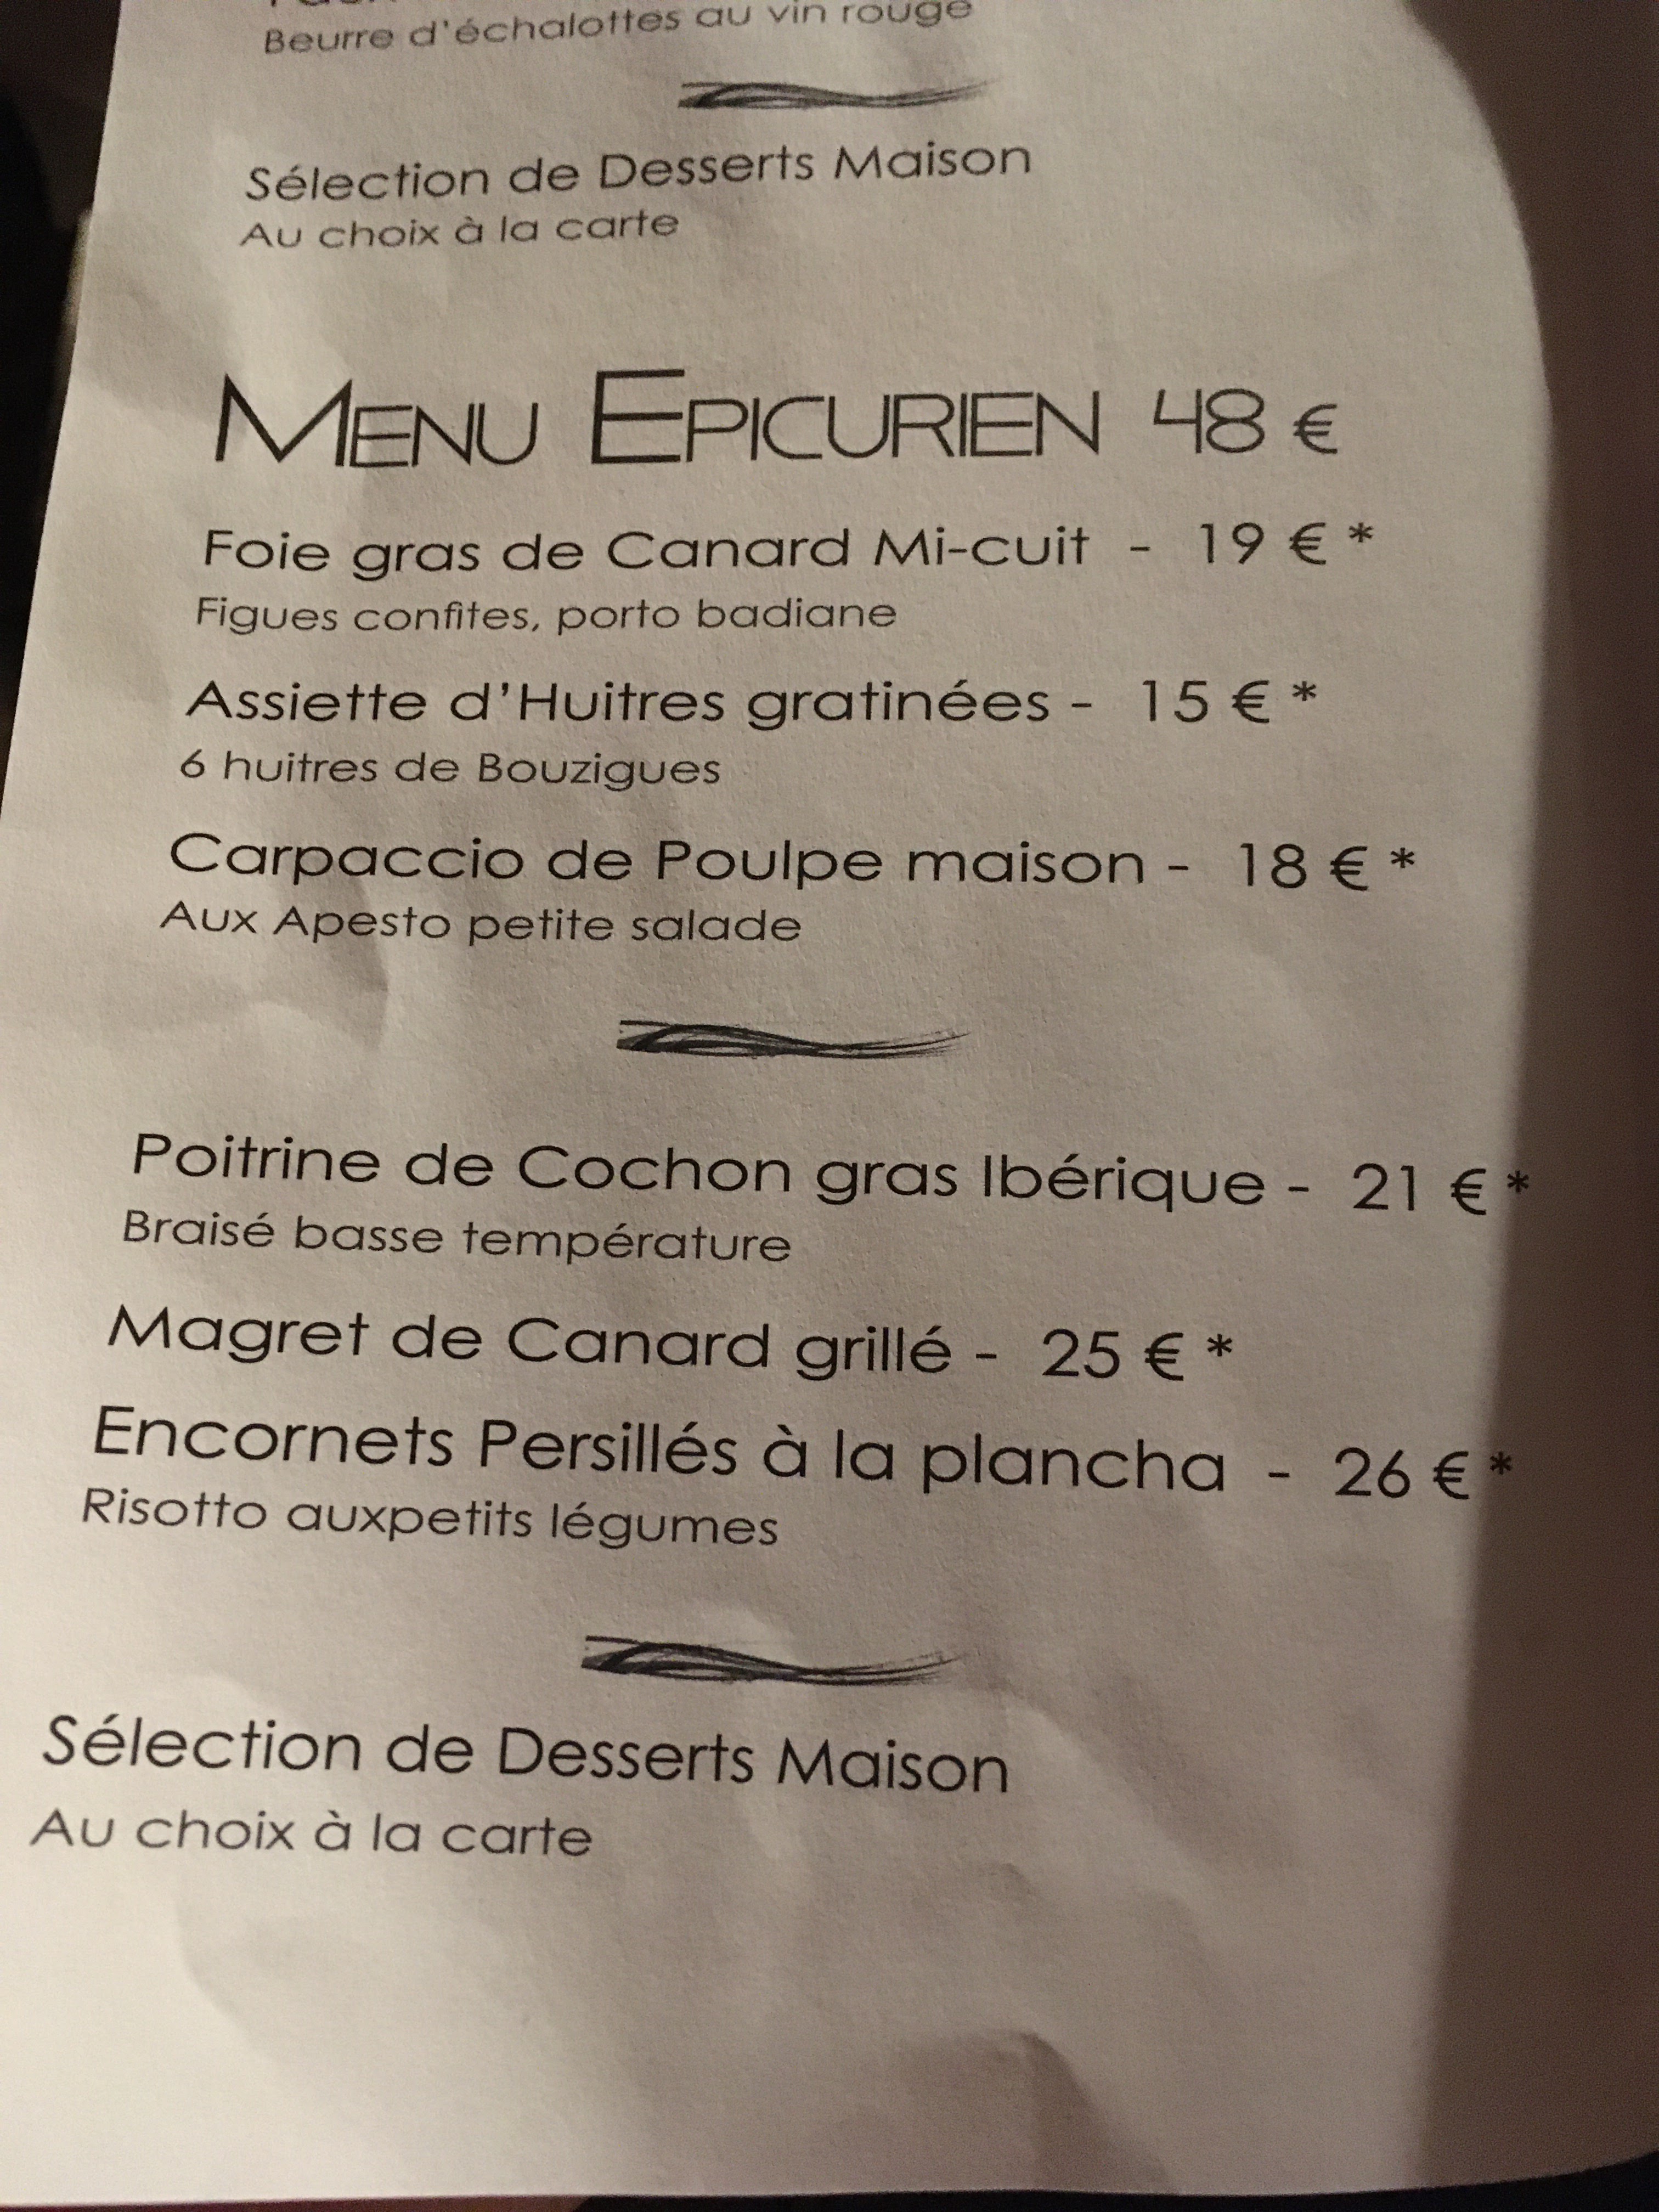 Beurre d'échalottes au vin rouge
Sélection de Desserts Maison
Au choix à la carte
MENU EPICURIEN 48 €
Foie gras de Canard Mi-cuit - 19 € *
Figues confites, porto badiane
Assiette d'Huitres gratinées - 15 € *
6 huitres de Bouzigues
Carpaccio de Poulpe maison - 18 € *
Aux Apesto petite salade
Poitrine de Cochon gras Ibérique - 21 € *
Braisé basse température
Magret de Canard grillé - 25 € *
Encornets Persillés à la plancha - 26 € *
Risotto auxpetits légumes
Sélection de Desserts Maison
Au choix à la carte